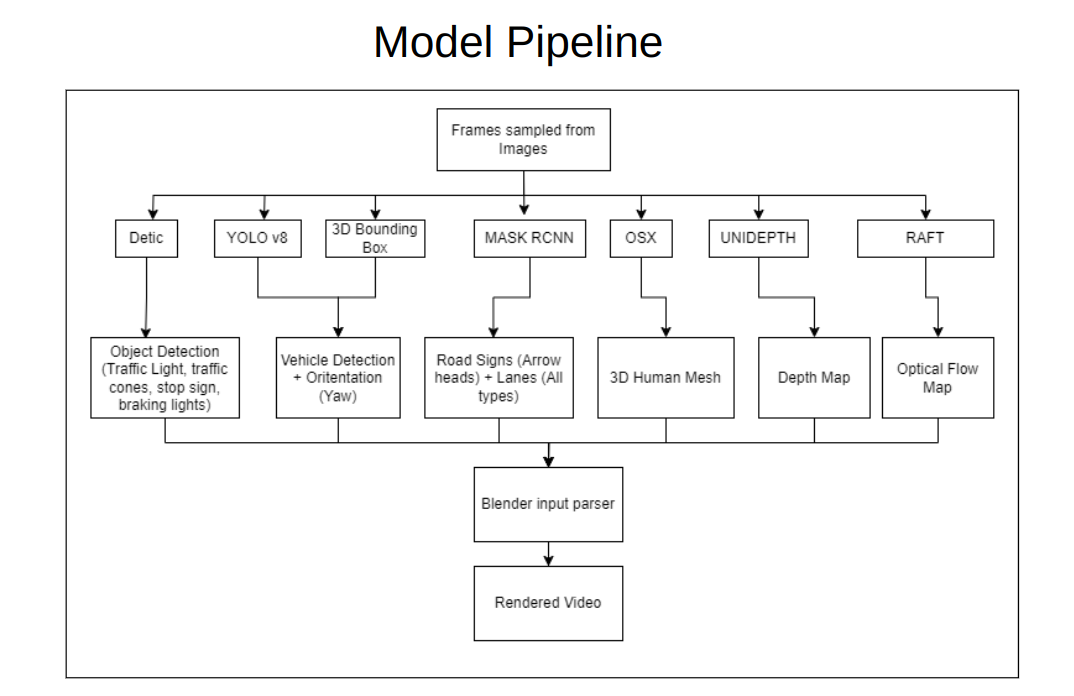 Model Pipeline
Frames sampled from
Images
Detic
YOLO v8
3D Bounding
Box
MASK RCNN
OSX
UNIDEPTH
RAFT
Object Detection
(Traffic Light, traffic
cones, stop sign,
braking lights)
Vehicle Detection
+ Oritentation
(Yaw)
Road Signs (Arrow
heads) + Lanes (All
types)
3D Human Mesh
Depth Map
Optical Flow
Map
Blender input parser
Rendered Video